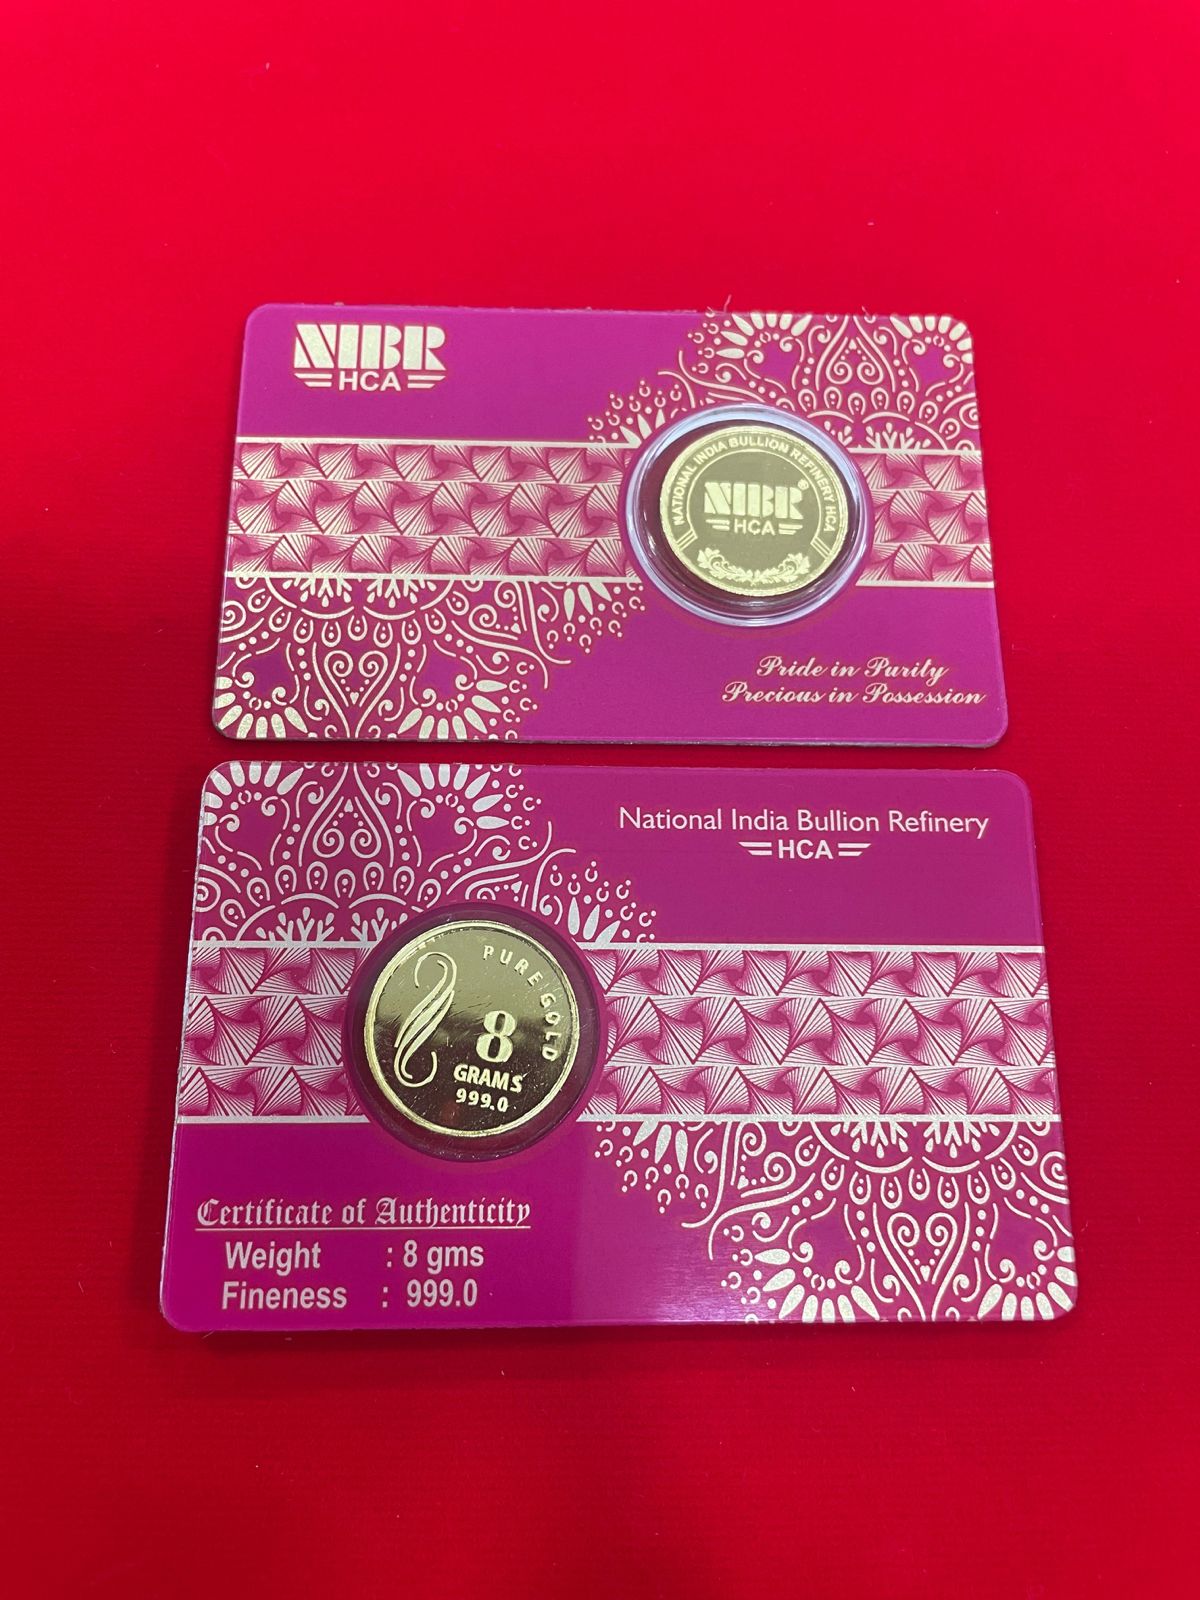 NIBR
HCA
NATIONAL INDIA BULLION REFINERY HCA
NIBR®
HCA
Pride in Purity
Precious in Possession
National India Bullion Refinery
HCA
PURE GOLD
8
GRAMS
999.0
Certificate of Authenticity
Weight : 8 gms
Fineness : 999.0